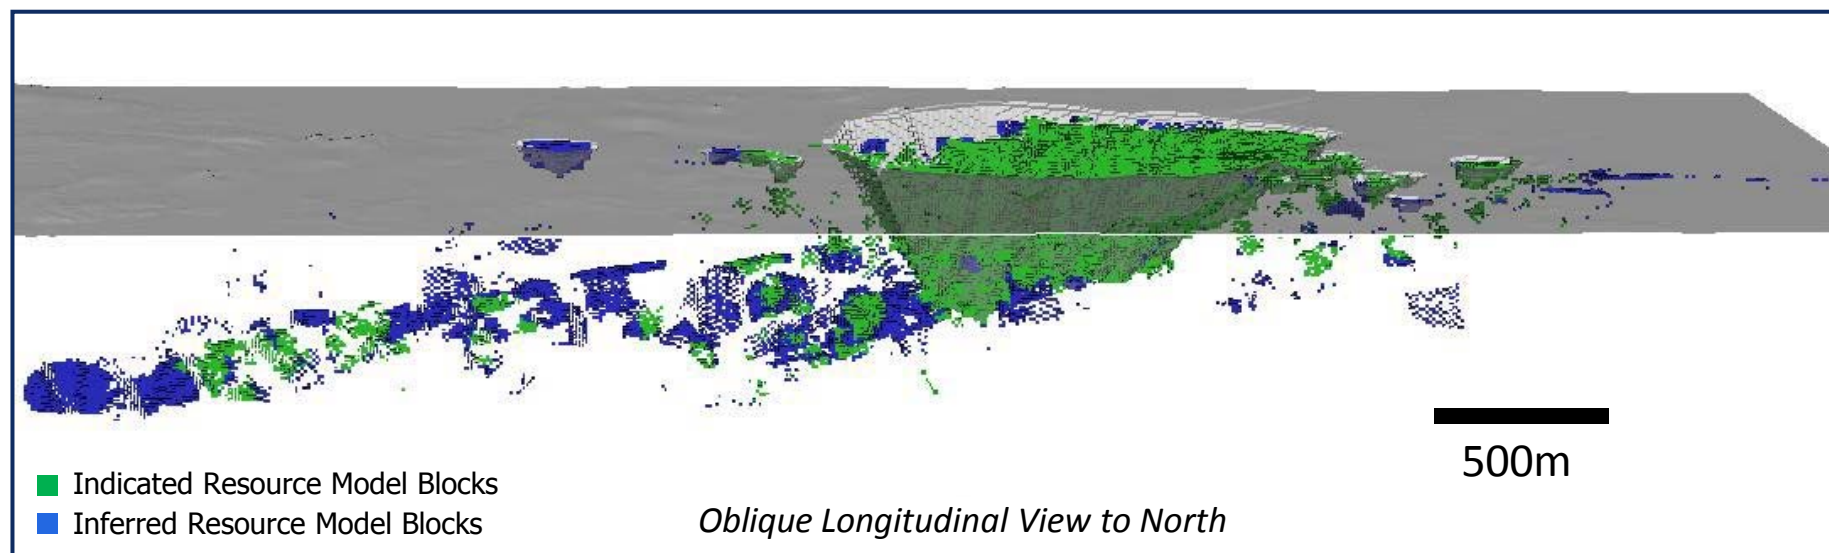 500m
Indicated Resource Model Blocks
Inferred Resource Model Blocks
Oblique Longitudinal View to North